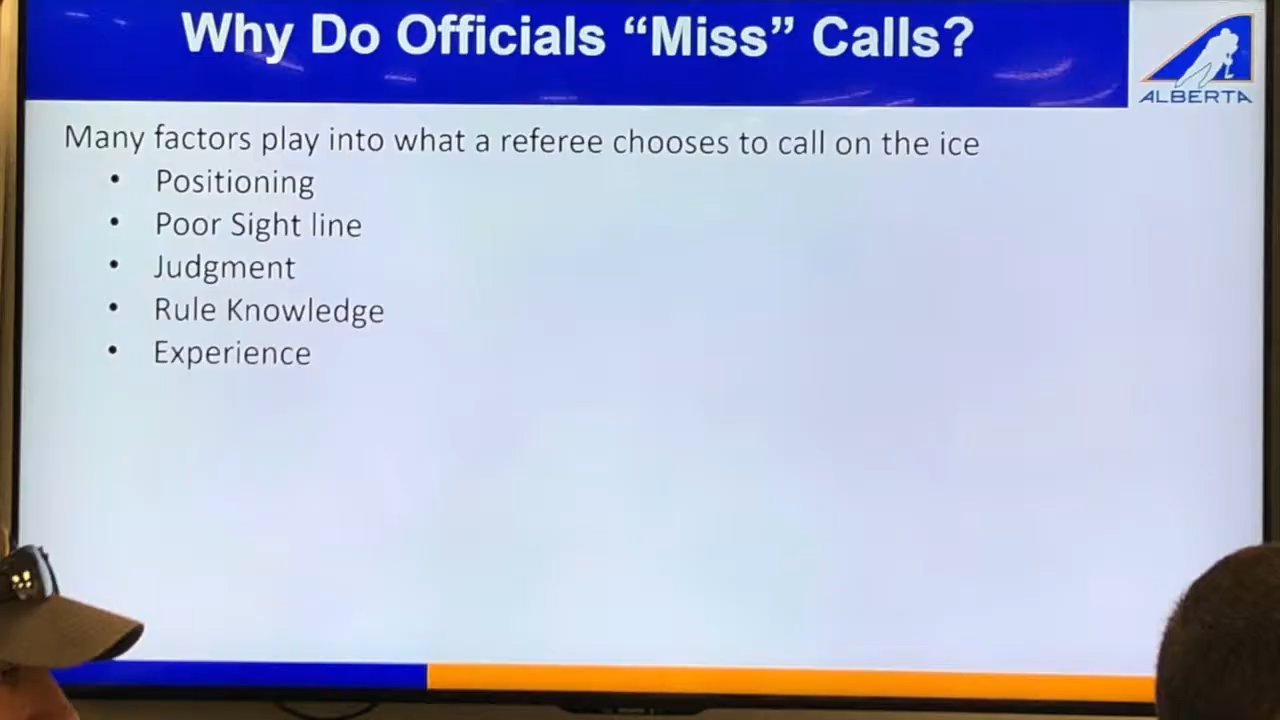 Why Do Officials “Miss” Calls?
ALBERTA
Many factors play into what a referee chooses to call on the ice
• Positioning
• Poor Sight line
• Judgment
• Rule Knowledge
• Experience